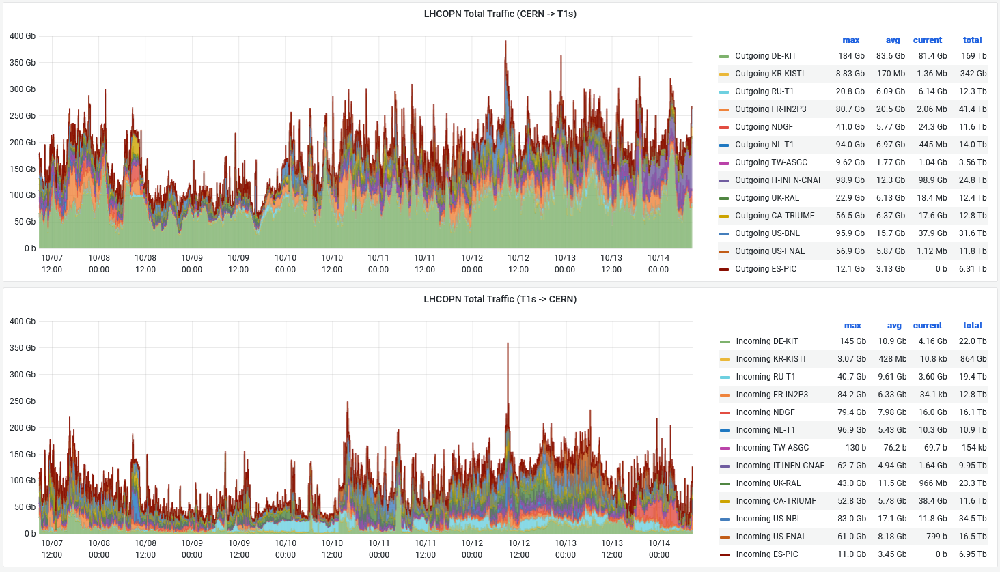 LHCOPN Total Traffic (CERN -> T1s)
400 Gb
350 Gb
300 Gb
250 Gb
200 Gb
150 Gb
100 Gb
50 Gb
0 b
10/07 10/08 10/08 10/09 10/09 10/10 10/10 10/11 10/11 10/12 10/12 10/13 10/13 10/14
12:00 00:00 12:00 00:00 12:00 00:00 12:00 00:00 12:00 00:00 12:00 00:00 12:00 00:00
max avg current total
Outgoing DE-KIT 184 Gb 83.6 Gb 81.4 Gb 169 Tb
Outgoing KR-KISTI 8.83 Gb 170 Mb 1.36 Mb 342 Gb
Outgoing RU-T1 20.8 Gb 6.09 Gb 6.14 Gb 12.3 Tb
Outgoing FR-IN2P3 80.7 Gb 20.5 Gb 2.06 Mb 41.4 Tb
Outgoing NDGF 41.0 Gb 5.77 Gb 24.3 Gb 11.6 Tb
Outgoing NL-T1 94.0 Gb 6.97 Gb 445 Mb 14.0 Tb
Outgoing TW-ASGC 9.62 Gb 1.77 Gb 1.04 Gb 3.56 Tb
Outgoing IT-INFN-CNAF 98.9 Gb 12.3 Gb 98.9 Gb 24.8 Tb
Outgoing UK-RAL 22.9 Gb 6.13 Gb 18.4 Mb 12.4 Tb
Outgoing CA-TRIUMF 56.5 Gb 6.37 Gb 17.6 Gb 12.8 Tb
Outgoing US-BNL 95.9 Gb 15.7 Gb 37.9 Gb 31.6 Tb
Outgoing US-FNAL 56.9 Gb 5.87 Gb 1.12 Mb 11.8 Tb
Outgoing ES-PIC 12.1 Gb 3.13 Gb 0 b 6.31 Tb
LHCOPN Total Traffic (T1s -> CERN)
400 Gb
350 Gb
300 Gb
250 Gb
200 Gb
150 Gb
100 Gb
50 Gb
0 b
10/07 10/08 10/08 10/09 10/09 10/10 10/10 10/11 10/11 10/12 10/12 10/13 10/13 10/14
12:00 00:00 12:00 00:00 12:00 00:00 12:00 00:00 12:00 00:00 12:00 00:00 12:00 00:00
max avg current total
Incoming DE-KIT 145 Gb 10.9 Gb 4.16 Gb 22.0 Tb
Incoming KR-KISTI 3.07 Gb 428 Mb 10.8 kb 864 Gb
Incoming RU-T1 40.7 Gb 9.61 Gb 3.60 Gb 19.4 Tb
Incoming FR-IN2P3 84.2 Gb 6.33 Gb 34.1 kb 12.8 Tb
Incoming NDGF 79.4 Gb 7.98 Gb 16.0 Gb 16.1 Tb
Incoming NL-T1 96.9 Gb 5.43 Gb 10.3 Gb 10.9 Tb
Incoming TW-ASGC 130 b 76.2 b 69.7 b 154 kb
Incoming IT-INFN-CNAF 62.7 Gb 4.94 Gb 1.64 Gb 9.95 Tb
Incoming UK-RAL 43.0 Gb 11.5 Gb 966 Mb 23.3 Tb
Incoming CA-TRIUMF 52.8 Gb 5.78 Gb 38.4 Gb 11.6 Tb
Incoming US-NBL 83.0 Gb 17.1 Gb 11.8 Gb 34.5 Tb
Incoming US-FNAL 61.0 Gb 8.18 Gb 799 b 16.5 Tb
Incoming ES-PIC 11.0 Gb 3.45 Gb 0 b 6.95 Tb